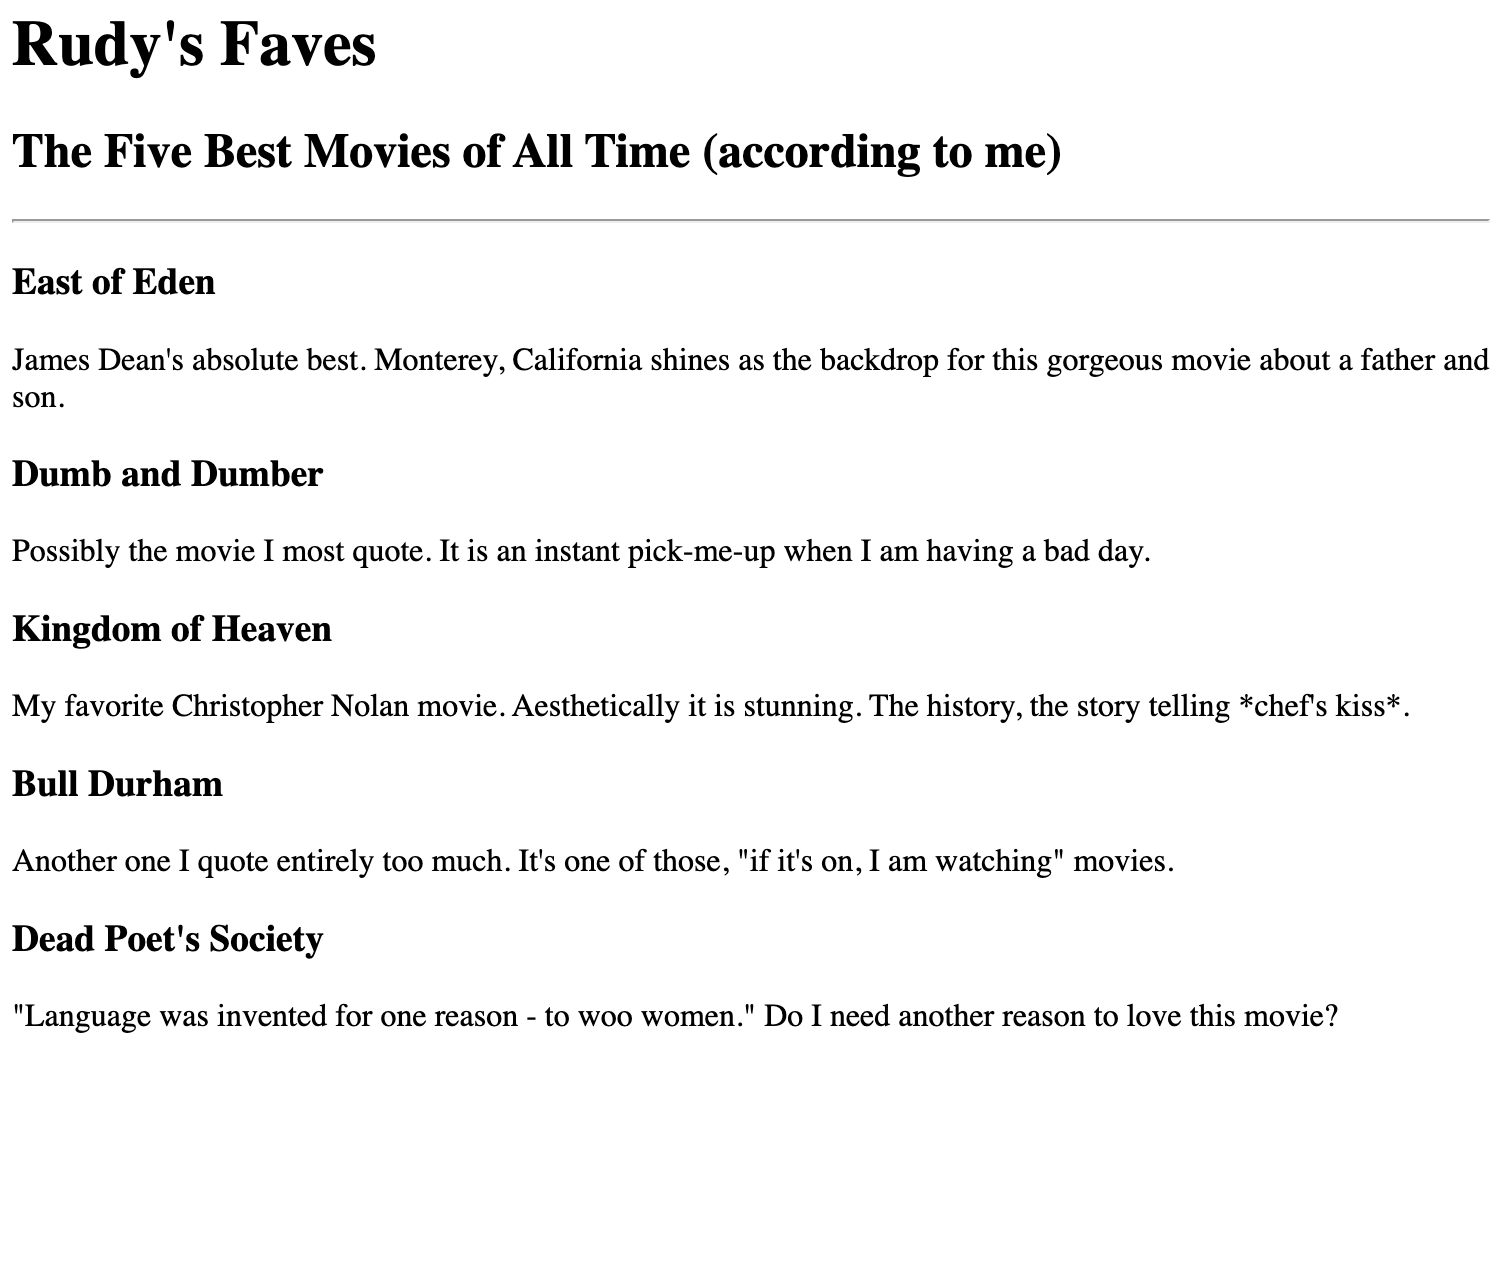 Rudy's Faves
The Five Best Movies of All Time (according to me)
East of Eden
James Dean's absolute best. Monterey, California shines as the backdrop for this gorgeous movie about a father and
son.
Dumb and Dumber
Possibly the movie I most quote. It is an instant pick-me-up when I am having a bad day.
Kingdom of Heaven
My favorite Christopher Nolan movie. Aesthetically it is stunning. The history, the story telling *chef's kiss*.
Bull Durham
Another one I quote entirely too much. It's one of those, "if it's on, I am watching" movies.
Dead Poet's Society
"Language was invented for one reason - to woo women." Do I need another reason to love this movie?